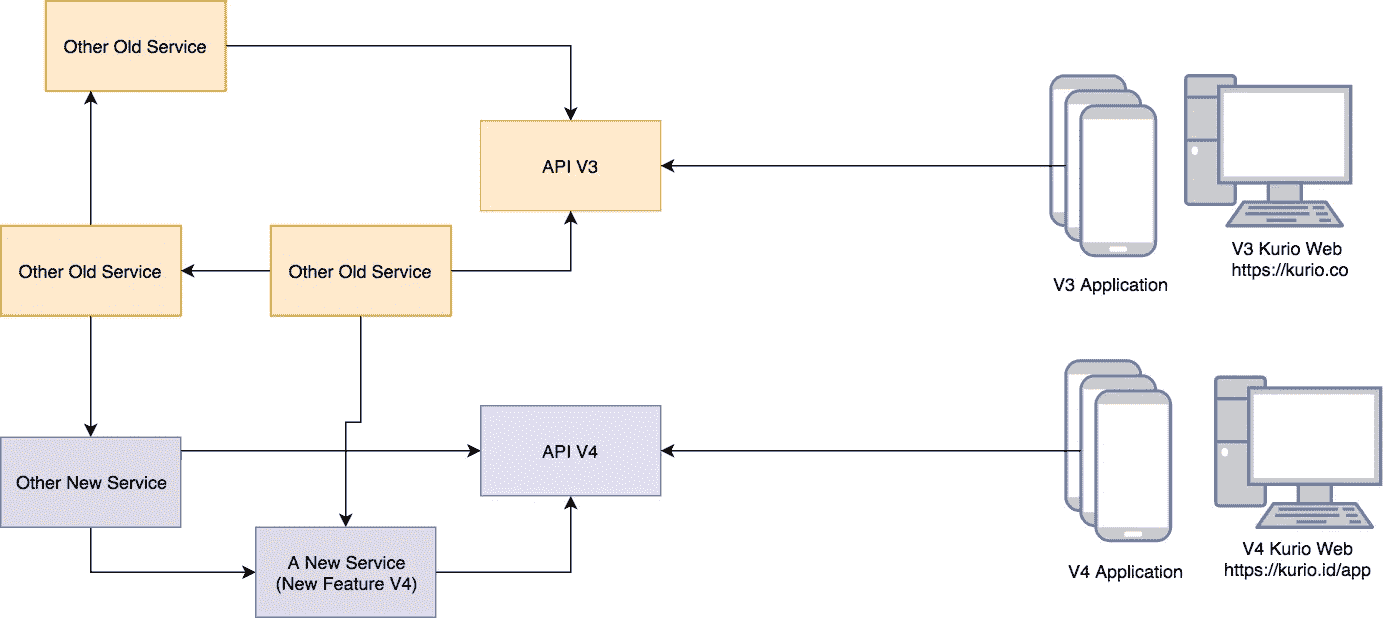 Other Old Service
API V3
Other Old Service
Other Old Service
V3 Application
V3 Kurio Web
https://kurio.co
API V4
Other New Service
A New Service
(New Feature V4)
V4 Application
V4 Kurio Web
https://kurio.id/app